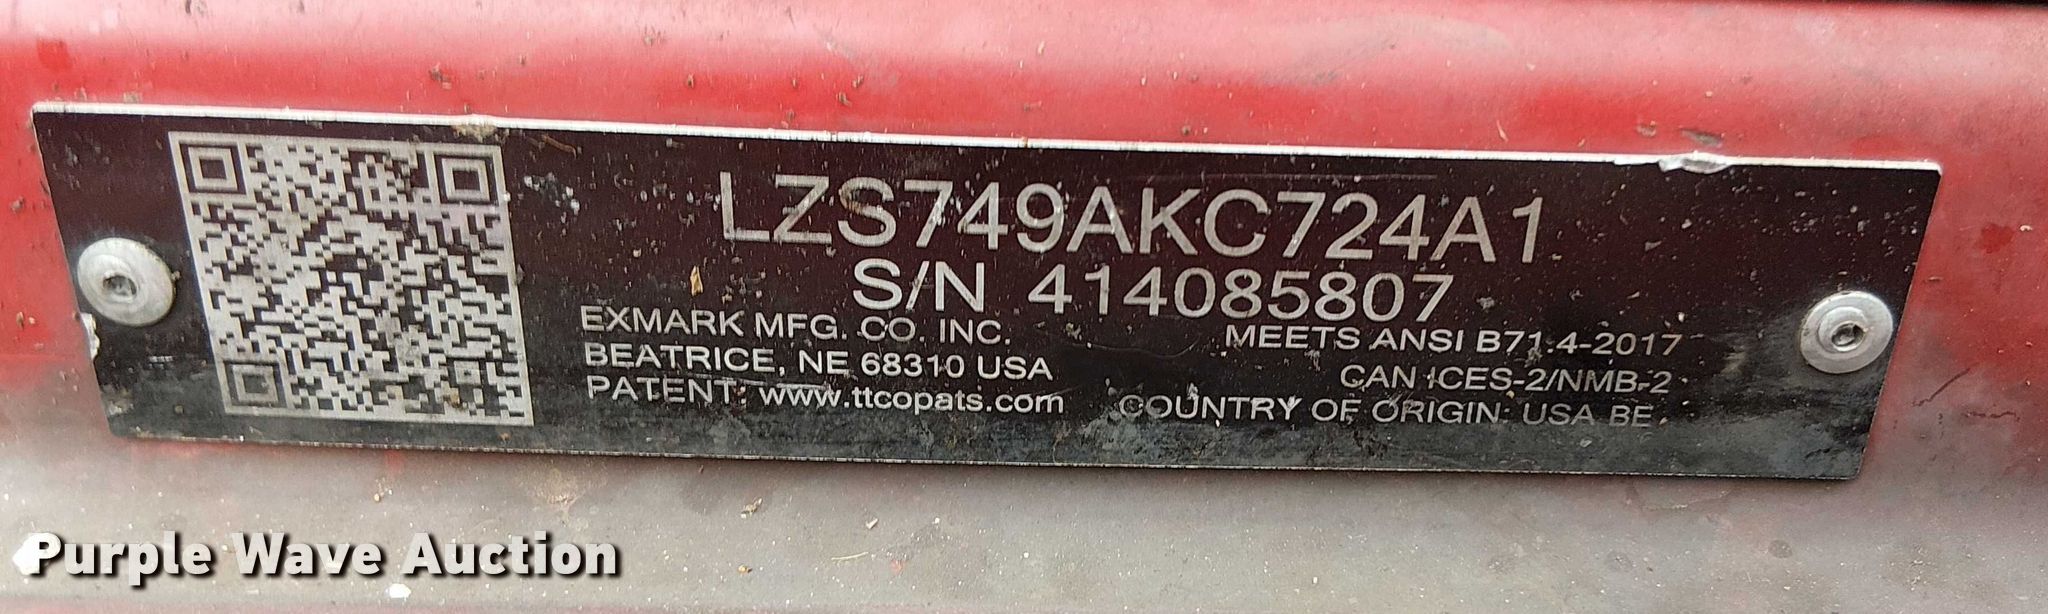 LZS749AKC724A1
S/N 414085807
EXMARK MFG. CO. INC.
BEATRICE, NE 68310 USA
PATENT: www.ttcopats.com
MEETS ANSI B71.4-2017
CAN ICES-2/NMB-2
COUNTRY OF ORIGIN: USA BE
Purple Wave Auction